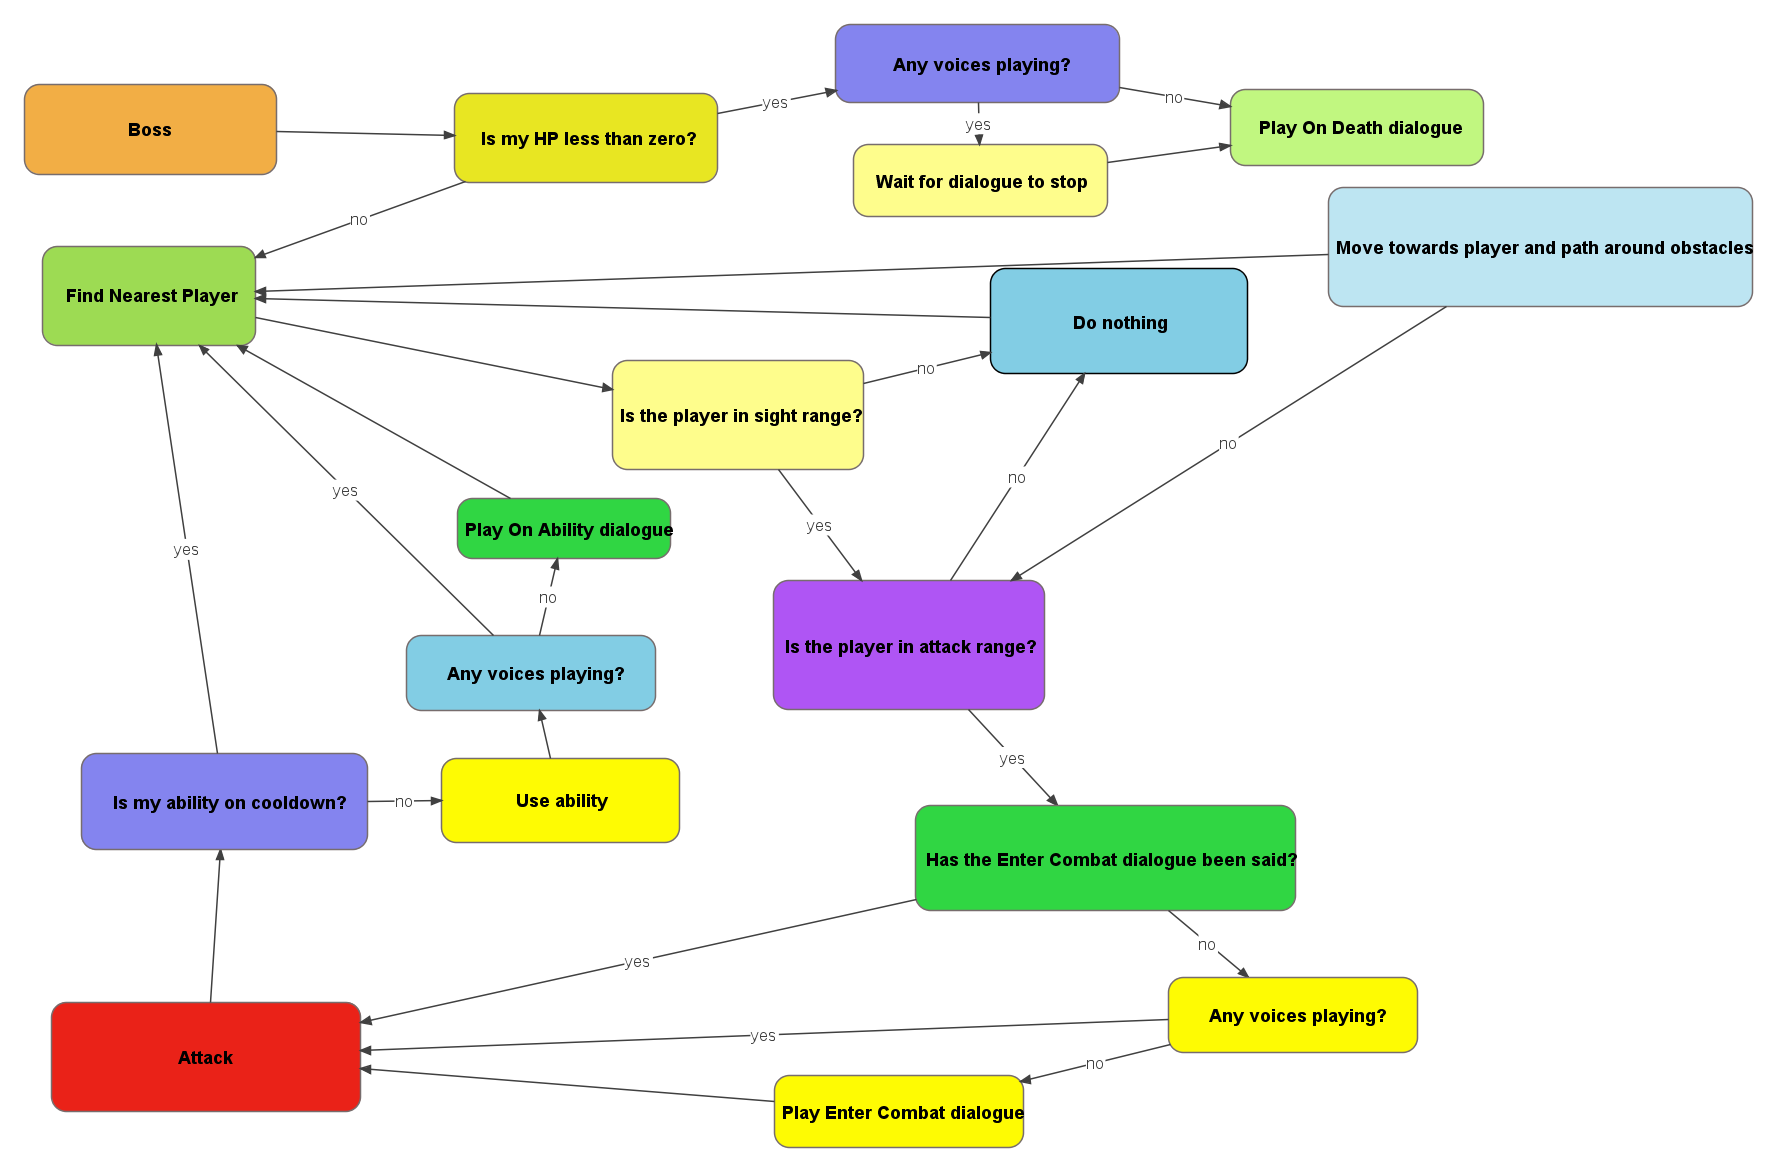 Any voices playing?
Boss
Is my HP less than zero?
yes
no
Play On Death dialogue
yes
Wait for dialogue to stop
no
Move towards player and path around obstacles
Find Nearest Player
Do nothing
no
Is the player in sight range?
no
yes
no
yes
Play On Ability dialogue
yes
no
Is the player in attack range?
Any voices playing?
yes
Is my ability on cooldown?
no
Use ability
Has the Enter Combat dialogue been said?
no
yes
Any voices playing?
yes
Attack
no
Play Enter Combat dialogue